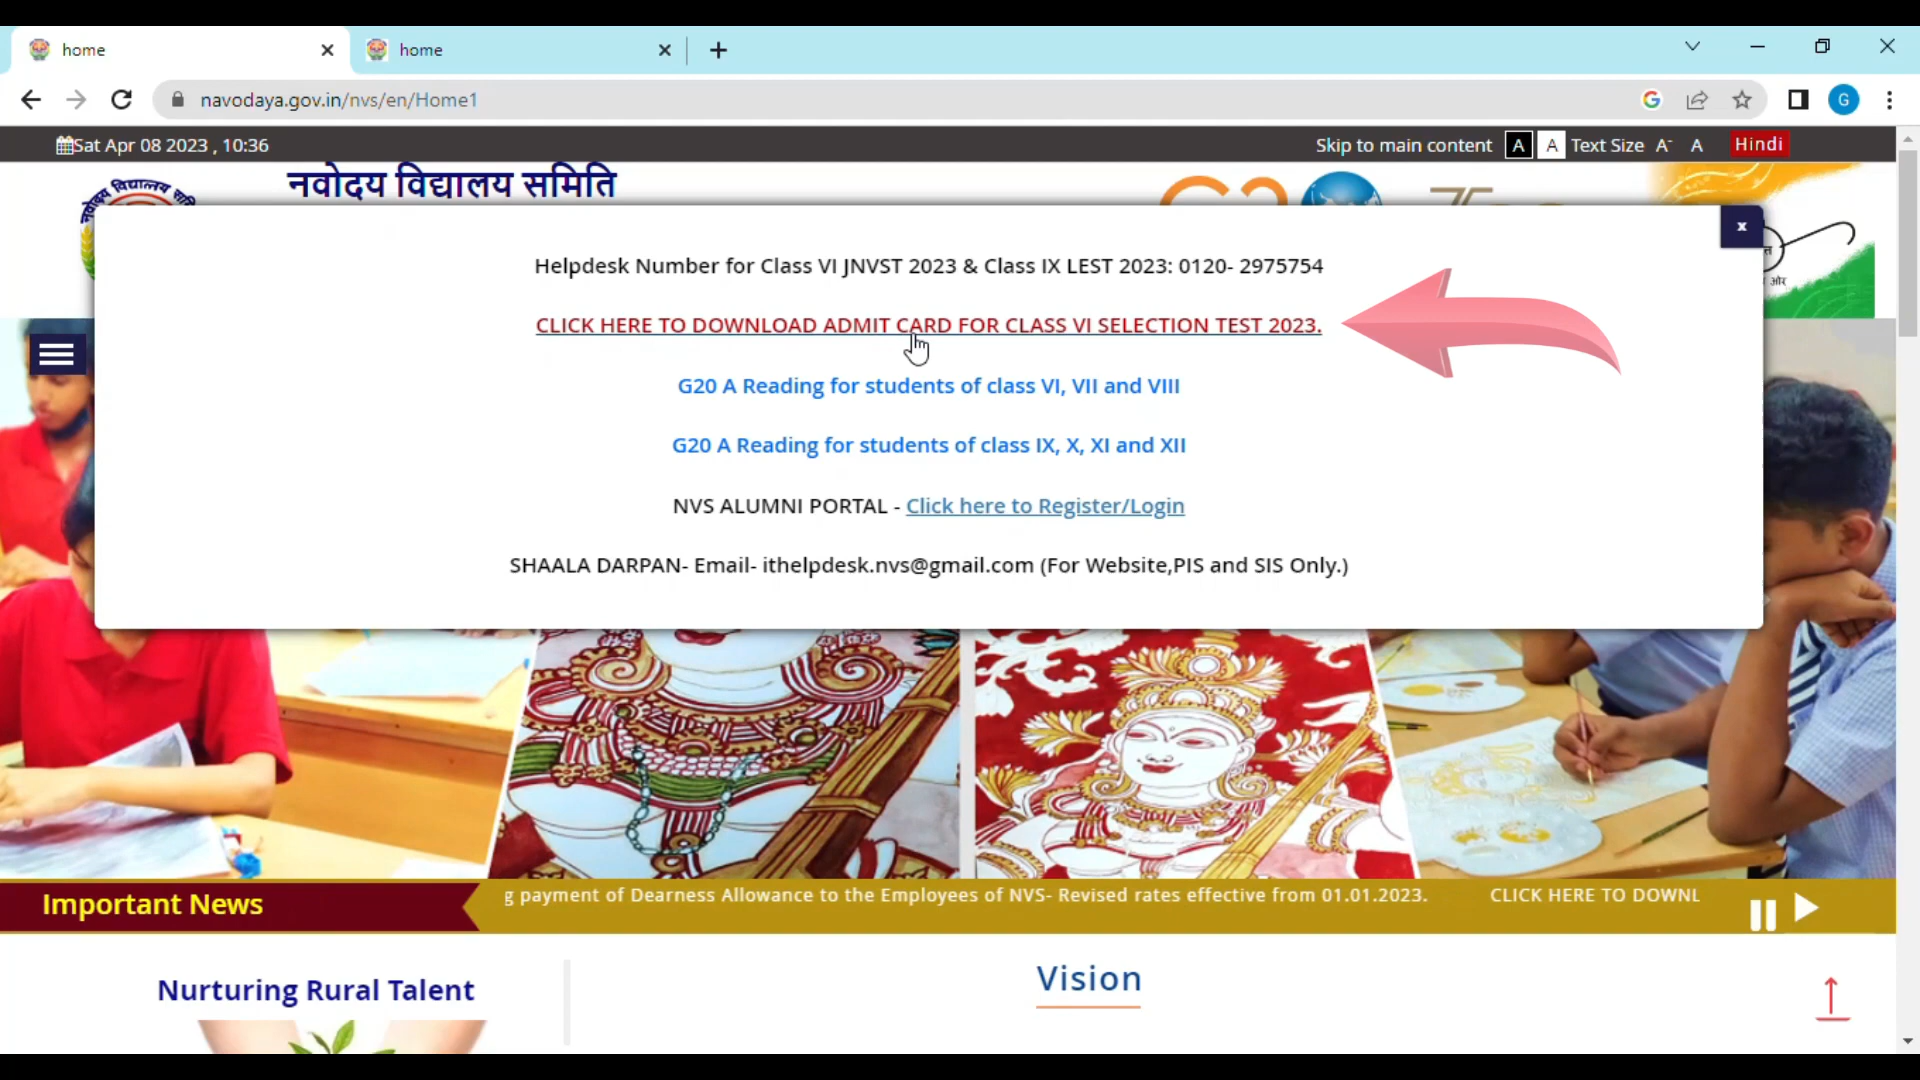 home
home
navodaya.gov.in/nvs/en/Home1
G
Sat Apr 08 2023 , 10:36
Skip to main content A A Text Size A- A Hindi
नवोदय विद्यालय समिति
x
Helpdesk Number for Class VI JNVST 2023 & Class IX LEST 2023: 0120- 2975754
CLICK HERE TO DOWNLOAD ADMIT CARD FOR CLASS VI SELECTION TEST 2023.
G20 A Reading for students of class VI, VII and VIII
G20 A Reading for students of class IX, X, XI and XII
NVS ALUMNI PORTAL - Click here to Register/Login
SHAALA DARPAN- Email- ithelpdesk.nvs@gmail.com (For Website,PIS and SIS Only.)
Important News
g payment of Dearness Allowance to the Employees of NVS- Revised rates effective from 01.01.2023. CLICK HERE TO DOWNL
Nurturing Rural Talent
Vision